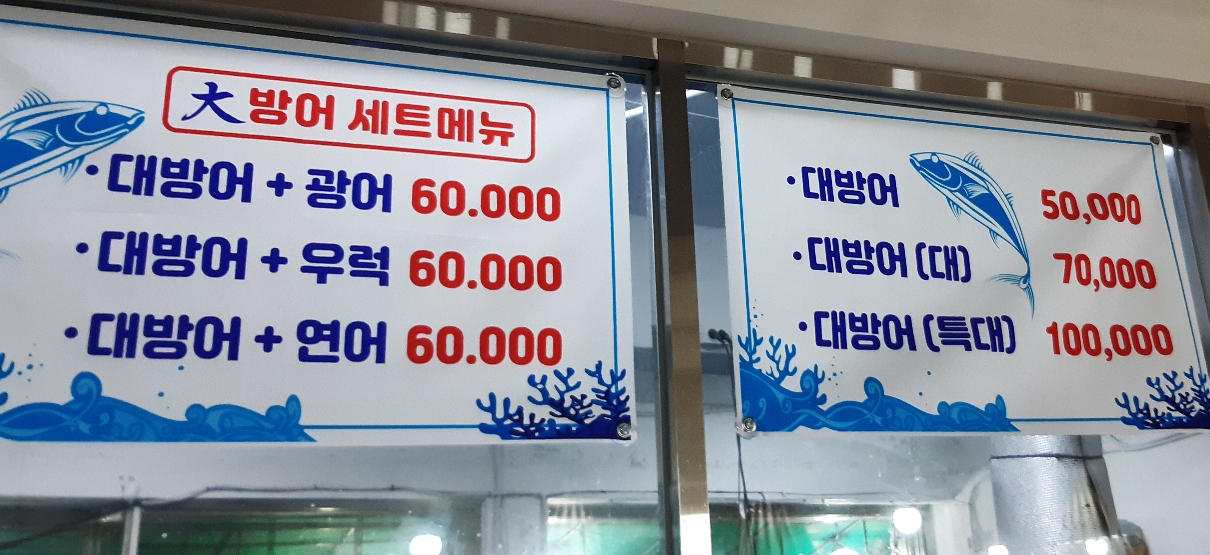 大방어 세트메뉴
·대방어 + 광어 60.000
·대방어 + 우럭 60.000
·대방어 + 연어 60.000
·대방어 50,000
·대방어 (대) 70,000
·대방어 (특대) 100,000